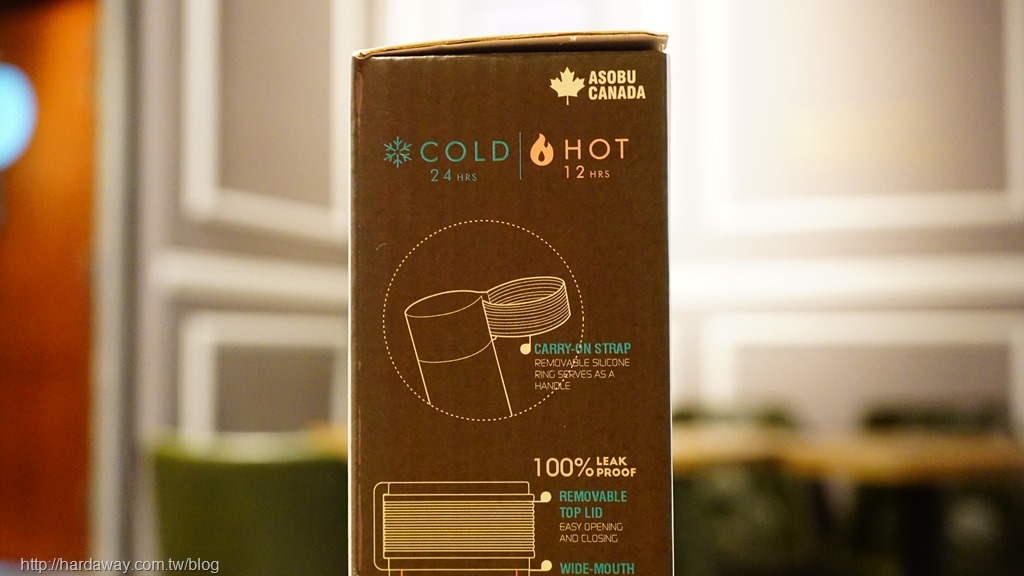 ASOBU
CANADA
COLD
24 HRS
HOT
12 HRS
CARRY-ON STRAP
REMOVABLE SILICONE
RING SERVES AS A
HANDLE
100% LEAK
PROOF
REMOVABLE
TOP LID
EASY OPENING
AND CLOSING
WIDE-MOUTH
http://hardaway.com.tw/blog